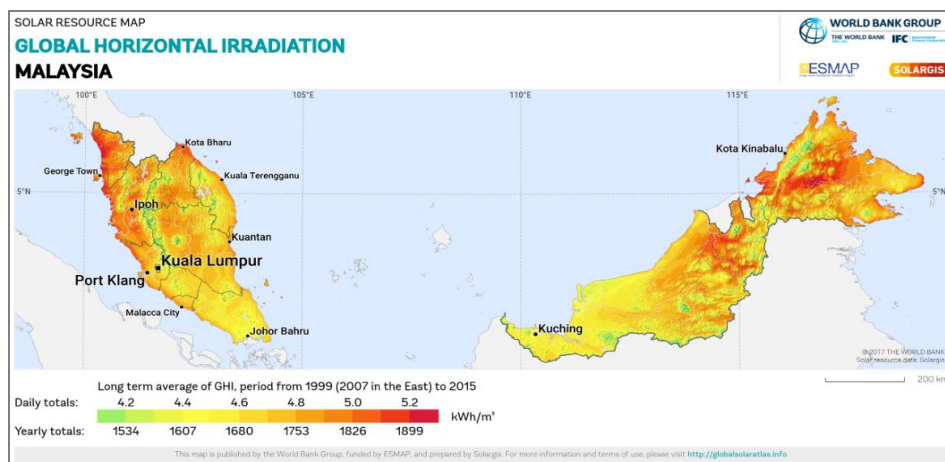 SOLAR RESOURCE MAP
GLOBAL HORIZONTAL IRRADIATION
MALAYSIA
WORLD BANK GROUP
THE WORLD BANK
IFC
ESMAP
SOLARGIS
100°E
105°E
110°E
115°E
Kota Bharu
Kota Kinabalu
George Town
Kuala Terengganu
5°N
5°N
Ipoh
Kuantan
Kuala Lumpur
Port Klang
Malacca City
Johor Bahru
Kuching
©2017 THE WORLD BANK
Solar resource data: Solargis
200 km
Long term average of GHI, period from 1999 (2007 in the East) to 2015
Daily totals: 4.2 4.4 4.6 4.8 5.0 5.2
kWh/m²
Yearly totals: 1534 1607 1680 1753 1826 1899
This map is published by the World Bank Group, funded by ESMAP, and prepared by Solargis. For more information and terms of use, please visit http://globalsolaratlas.info